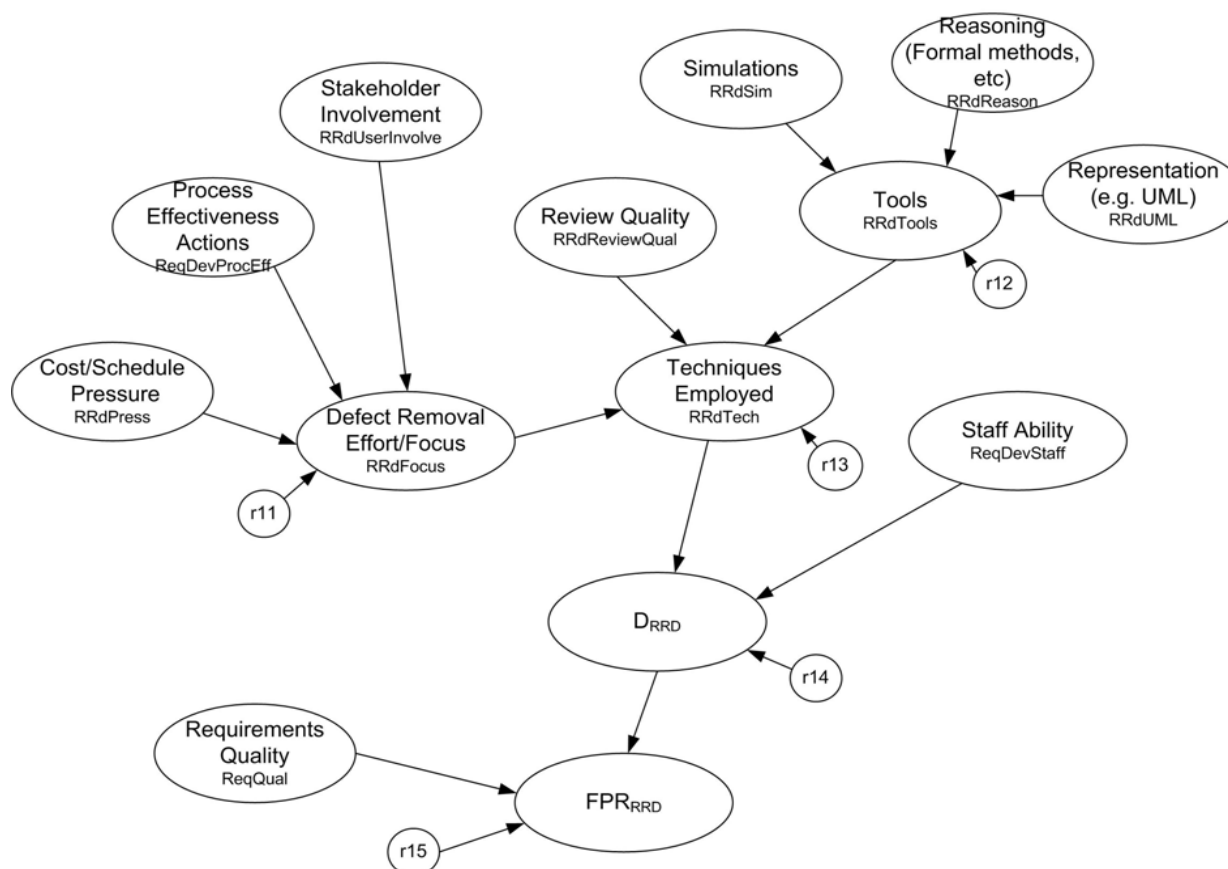 Reasoning
(Formal methods,
etc)
RRdReason
Simulations
RRdSim
Stakeholder
Involvement
RRdUserInvolve
Representation
(e.g. UML)
RRdUML
Tools
RRdTools
Process
Effectiveness
Actions
ReqDevProcEff
Review Quality
RRdReviewQual
r12
Cost/Schedule
Pressure
RRdPress
Techniques
Employed
RRdTech
Defect Removal
Effort/Focus
RRdFocus
Staff Ability
ReqDevStaff
r13
r11
DRRD
r14
Requirements
Quality
ReqQual
FPRRRD
r15